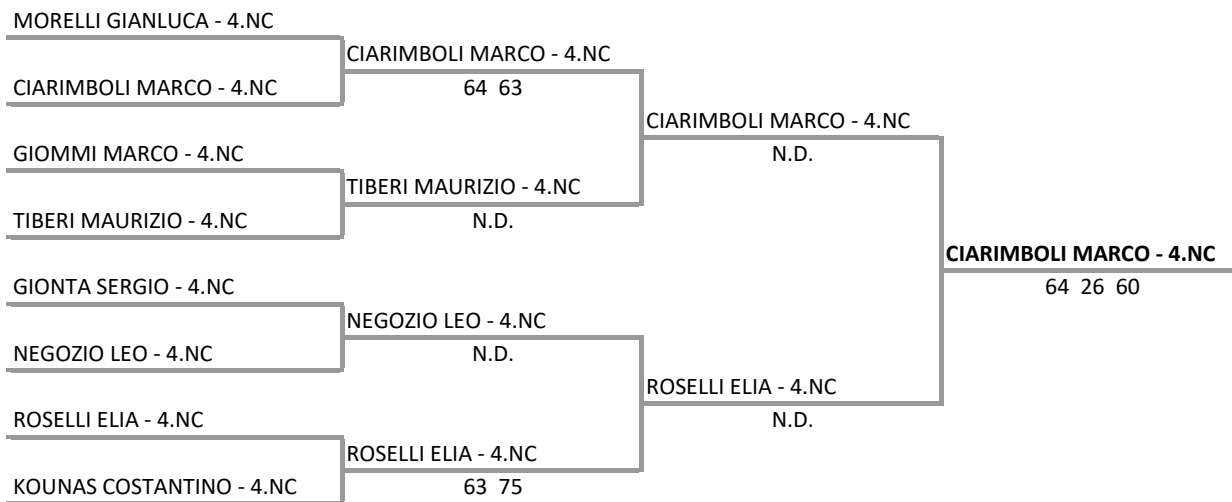 MORELLI GIANLUCA - 4.NC
CIARIMBOLI MARCO - 4.NC
CIARIMBOLI MARCO - 4.NC
64 63
CIARIMBOLI MARCO - 4.NC
N.D.
GIOMMI MARCO - 4.NC
TIBERI MAURIZIO - 4.NC
TIBERI MAURIZIO - 4.NC
N.D.
CIARIMBOLI MARCO - 4.NC
64 26 60
GIONTA SERGIO - 4.NC
NEGOZIO LEO - 4.NC
NEGOZIO LEO - 4.NC
N.D.
ROSELLI ELIA - 4.NC
N.D.
ROSELLI ELIA - 4.NC
ROSELLI ELIA - 4.NC
KOUNAS COSTANTINO - 4.NC
63 75